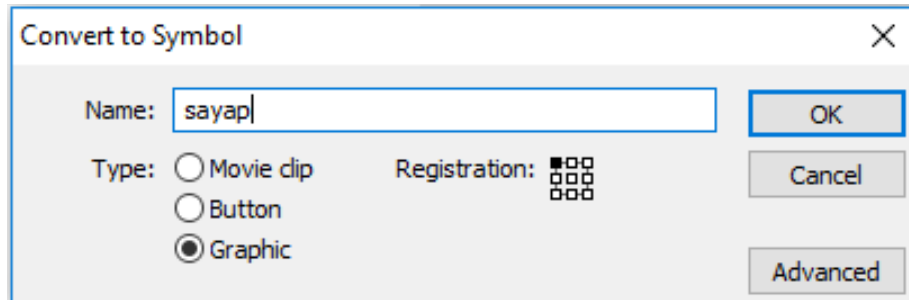 Convert to Symbol
Name: sayap OK
Type: Movie clip Registration: Cancel
Button
Graphic
Advanced